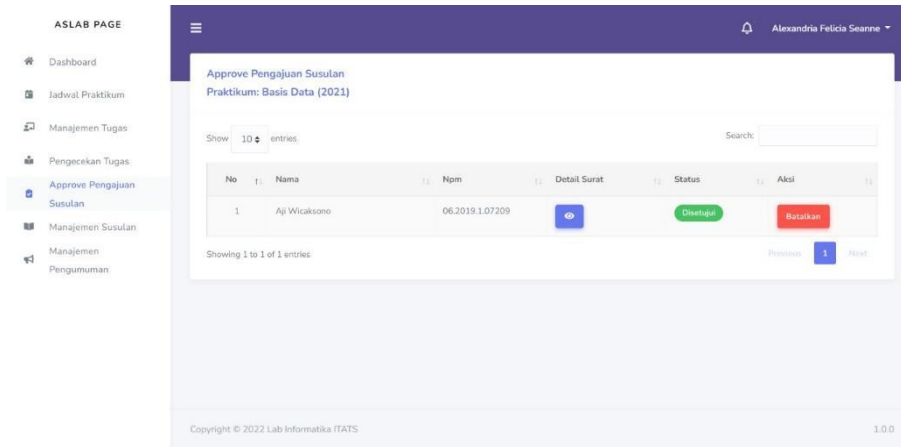 ASLAB PAGE
Alexandria Felicia Seanne
Dashboard
Jadwal Praktikum
Manajemen Tugas
Pengecekan Tugas
Approve Pengajuan
Susulan
Manajemen Susulan
Manajemen
Pengumuman
Approve Pengajuan Susulan
Praktikum: Basis Data (2021)
Show 10 entries
Search:
No Nama Npm Detail Surat Status Aksi
1 Aji Wicaksono 06.2019.1.07209 Disetujui Batalkan
Showing 1 to 1 of 1 entries
Previous 1 Next
Copyright © 2022 Lab Informatika ITATS
1.0.0